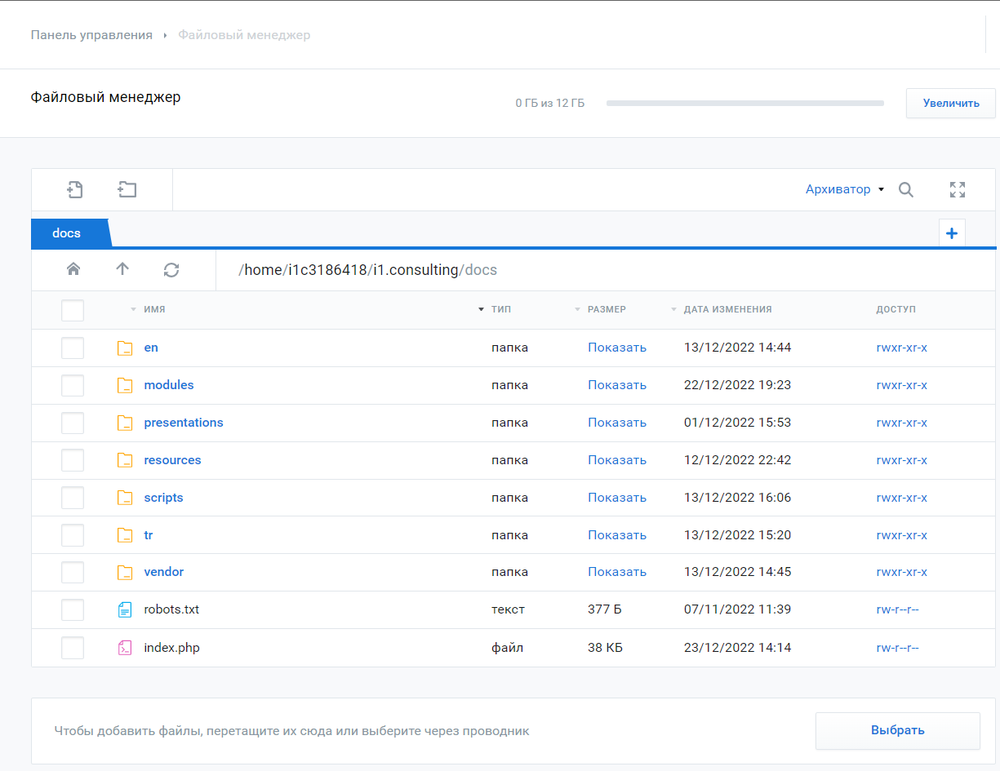 Панель управления Файловый менеджер
Файловый менеджер 0 ГБ из 12 ГБ Увеличить
Архиватор
docs
/home/i1c3186418/i1.consulting/docs
ИМЯ ТИП РАЗМЕР ДАТА ИЗМЕНЕНИЯ ДОСТУП
en папка Показать 13/12/2022 14:44 rwxr-xr-x
modules папка Показать 22/12/2022 19:23 rwxr-xr-x
presentations папка Показать 01/12/2022 15:53 rwxr-xr-x
resources папка Показать 12/12/2022 22:42 rwxr-xr-x
scripts папка Показать 13/12/2022 16:06 rwxr-xr-x
tr папка Показать 13/12/2022 15:20 rwxr-xr-x
vendor папка Показать 13/12/2022 14:45 rwxr-xr-x
robots.txt текст 377 Б 07/11/2022 11:39 rw-r--r--
index.php файл 38 КБ 23/12/2022 14:14 rw-r--r--
Чтобы добавить файлы, перетащите их сюда или выберите через проводник Выбрать